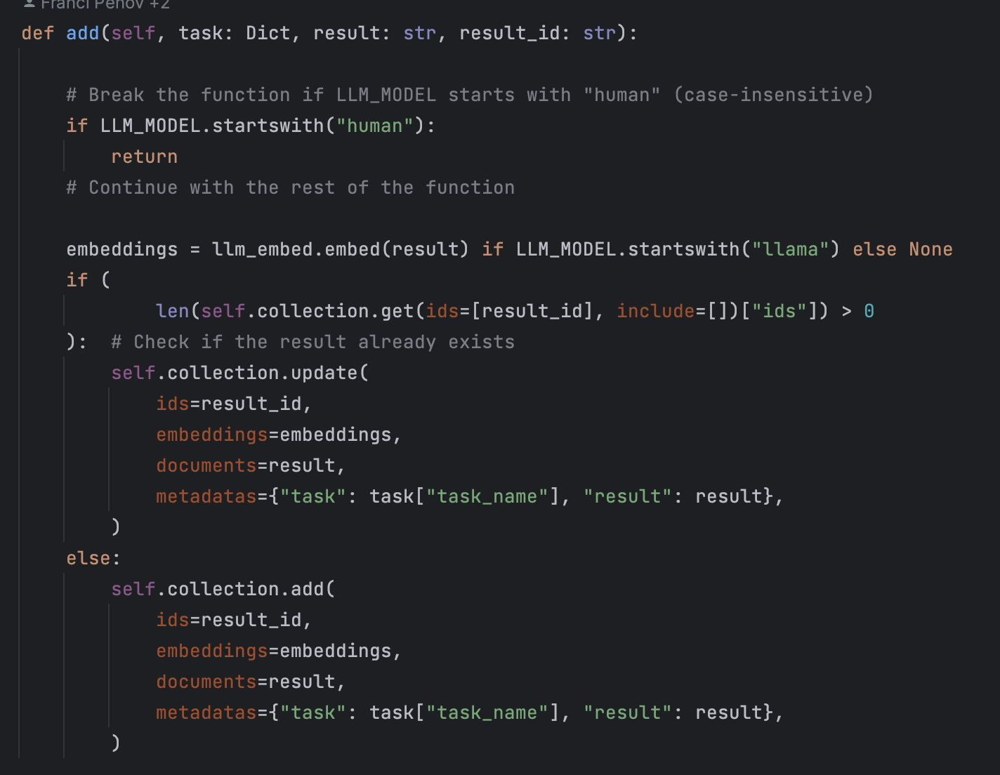 Franci Penov +2
def add(self, task: Dict, result: str, result_id: str):
# Break the function if LLM_MODEL starts with "human" (case-insensitive)
if LLM_MODEL.startswith("human"):
return
# Continue with the rest of the function
embeddings = llm_embed.embed(result) if LLM_MODEL.startswith("llama") else None
if (
len(self.collection.get(ids=[result_id], include=[])["ids"]) > 0
):  # Check if the result already exists
self.collection.update(
ids=result_id,
embeddings=embeddings,
documents=result,
metadatas={"task": task["task_name"], "result": result},
)
else:
self.collection.add(
ids=result_id,
embeddings=embeddings,
documents=result,
metadatas={"task": task["task_name"], "result": result},
)